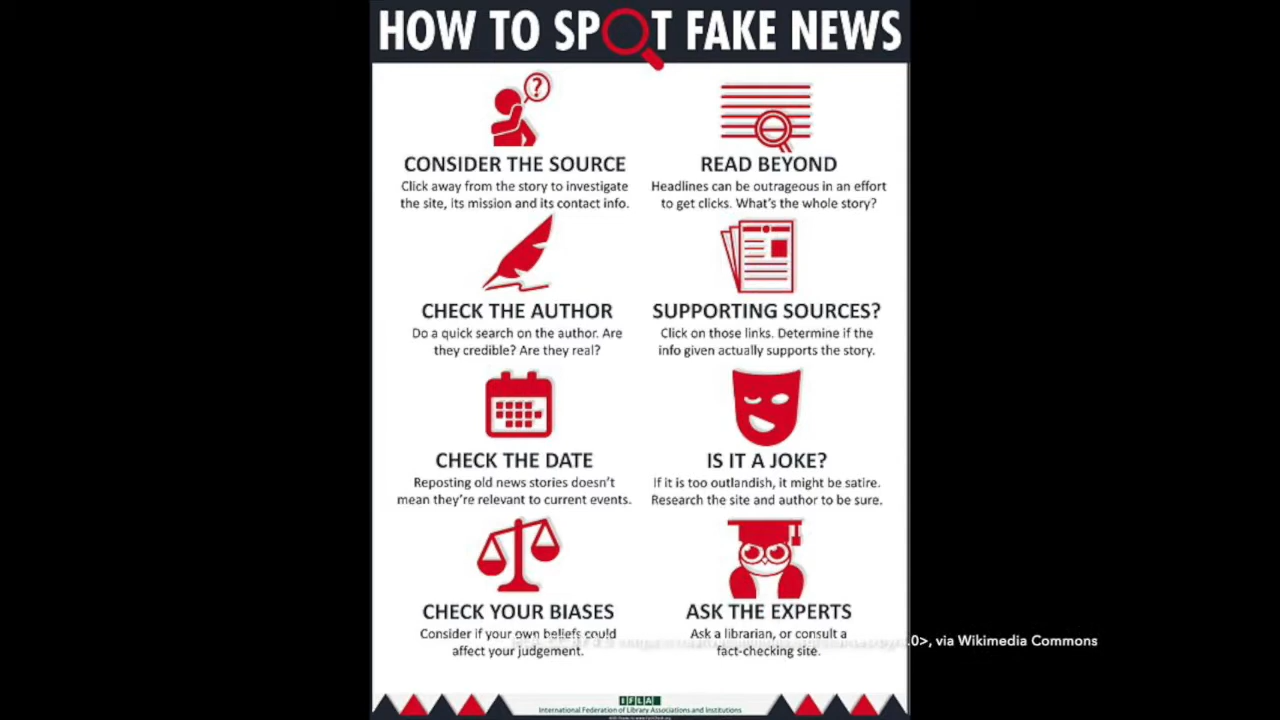 HOW TO SPOT FAKE NEWS
?
CONSIDER THE SOURCE
Click away from the story to investigate
the site, its mission and its contact info.
READ BEYOND
Headlines can be outrageous in an effort
to get clicks. What's the whole story?
CHECK THE AUTHOR
Do a quick search on the author. Are
they credible? Are they real?
SUPPORTING SOURCES?
Click on those links. Determine if the
info given actually supports the story.
CHECK THE DATE
Reposting old news stories doesn't
mean they're relevant to current events.
IS IT A JOKE?
If it is too outlandish, it might be satire.
Research the site and author to be sure.
CHECK YOUR BIASES
Consider if your own beliefs could
affect your judgement.
ASK THE EXPERTS
Ask a librarian, or consult a
fact-checking site.
.0>, via Wikimedia Commons
IFLA
International Federation of Library Associations and Institutions